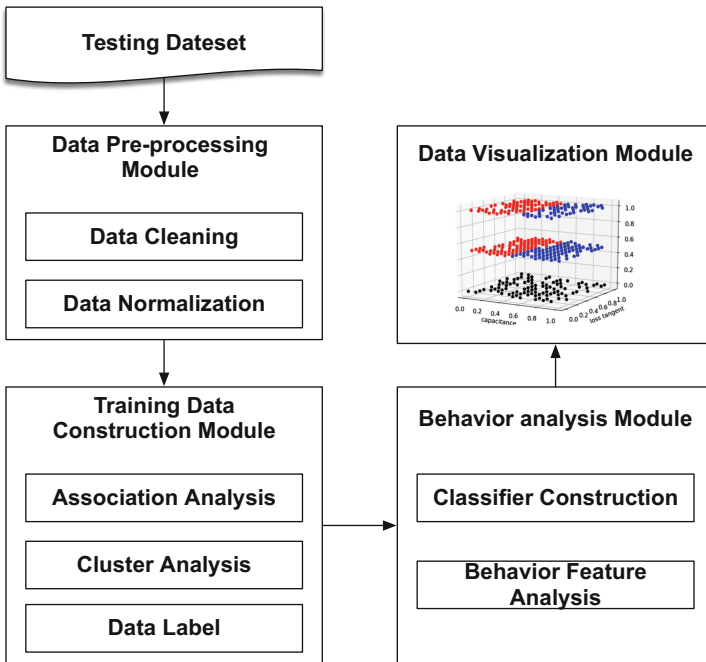 Testing Dateset
Data Pre-processing
Module
Data Cleaning
Data Normalization
Training Data
Construction Module
Association Analysis
Cluster Analysis
Data Label
Data Visualization Module
1.0
0.8
0.6
0.4
0.2
0.0
0.0 0.2 0.4 0.6 0.8 1.0
capacitance
0.0 0.2 0.4 0.6 0.8 1.0
loss tangent
Behavior analysis Module
Classifier Construction
Behavior Feature
Analysis